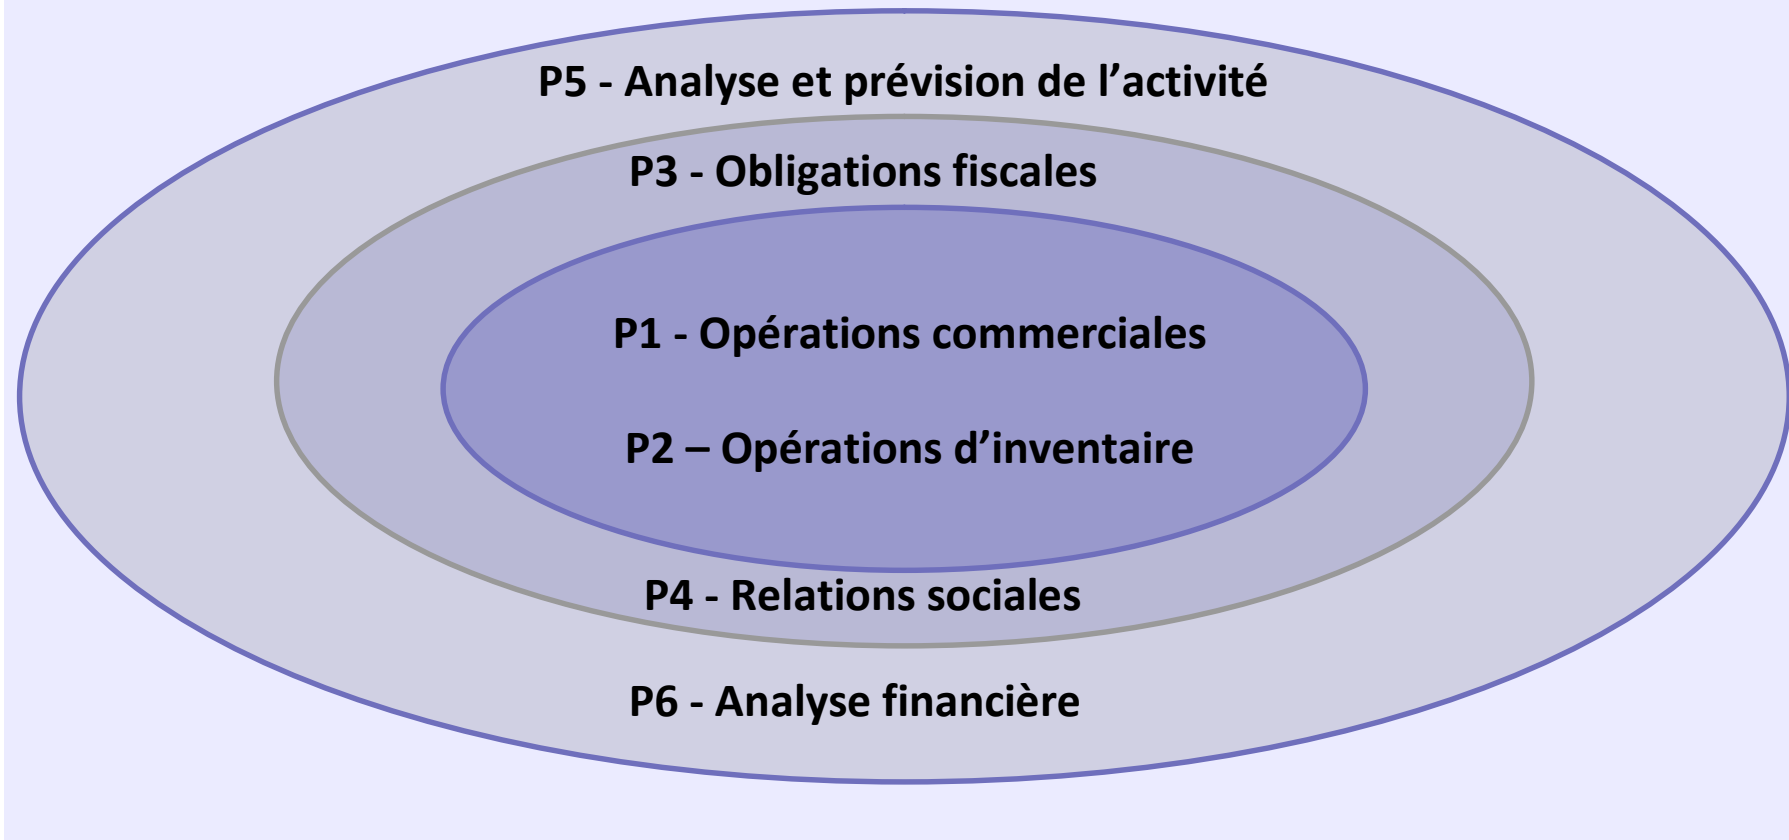 P5 - Analyse et prévision de l’activité
P3 - Obligations fiscales
P1 - Opérations commerciales
P2 – Opérations d’inventaire
P4 - Relations sociales
P6 - Analyse financière